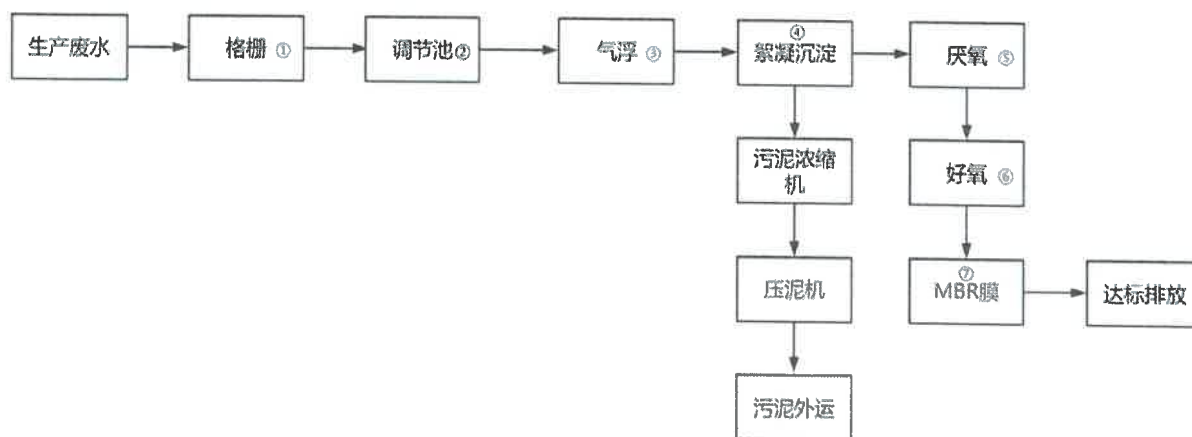 生产废水
格栅 ①
调节池②
气浮 ③
④
絮凝沉淀
厌氧 ⑤
污泥浓缩
机
好氧 ⑥
压泥机
⑦
MBR膜
达标排放
污泥外运